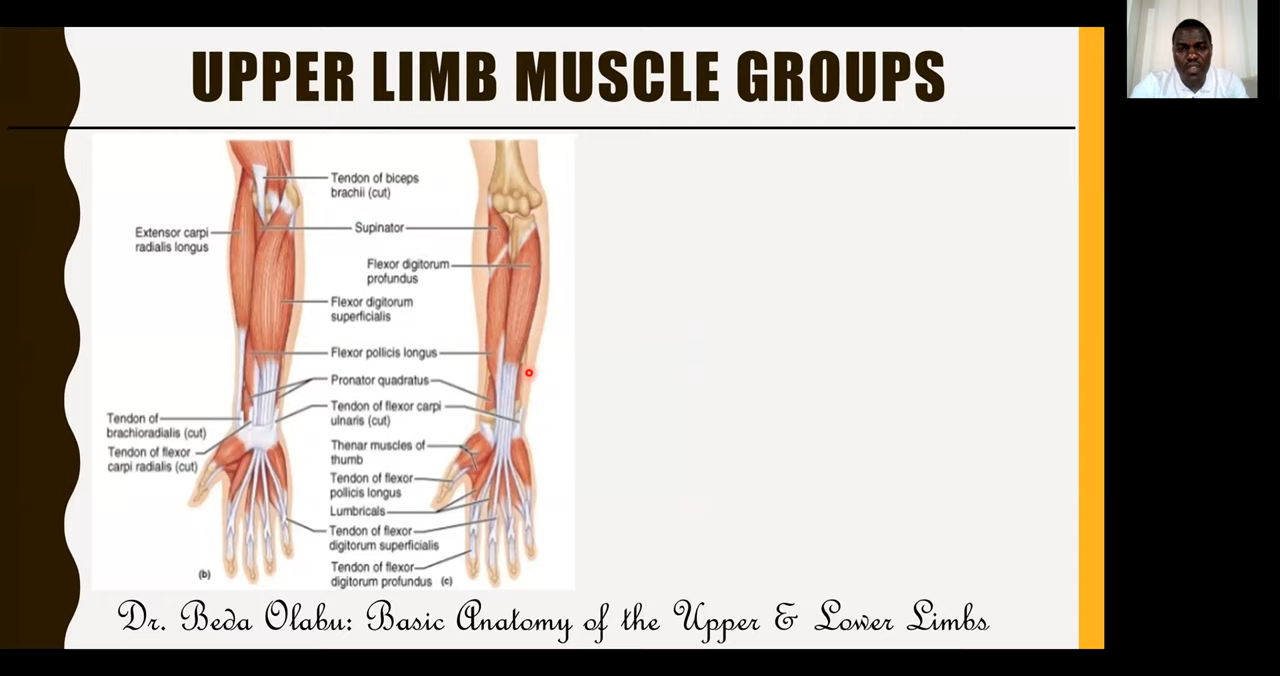 UPPER LIMB MUSCLE GROUPS
Tendon of biceps
brachii (cut)
Extensor carpi
radialis longus
Supinator
Flexor digitorum
profundus
Flexor digitorum
superficialis
Flexor pollicis longus
Pronator quadratus
Tendon of
brachioradialis (cut)
Tendon of flexor carpi
ulnaris (cut)
Tendon of flexor
carpi radialis (cut)
Thenar muscles of
thumb
Tendon of flexor
pollicis longus
Lumbricals
Tendon of flexor
digitorum superficialis
Tendon of flexor
digitorum profundus
(b)
(c)
Dr. Beda Olabu: Basic Anatomy of the Upper & Lower Limbs